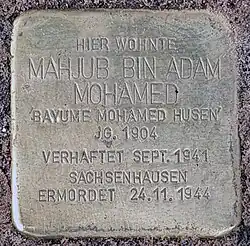 HIER WOHNTE
MAHJUB BIN ADAM
MOHAMED
'BAYUME MOHAMED HUSEN'
JG. 1904
VERHAFTET SEPT. 1941
SACHSENHAUSEN
ERMORDET 24.11.1944